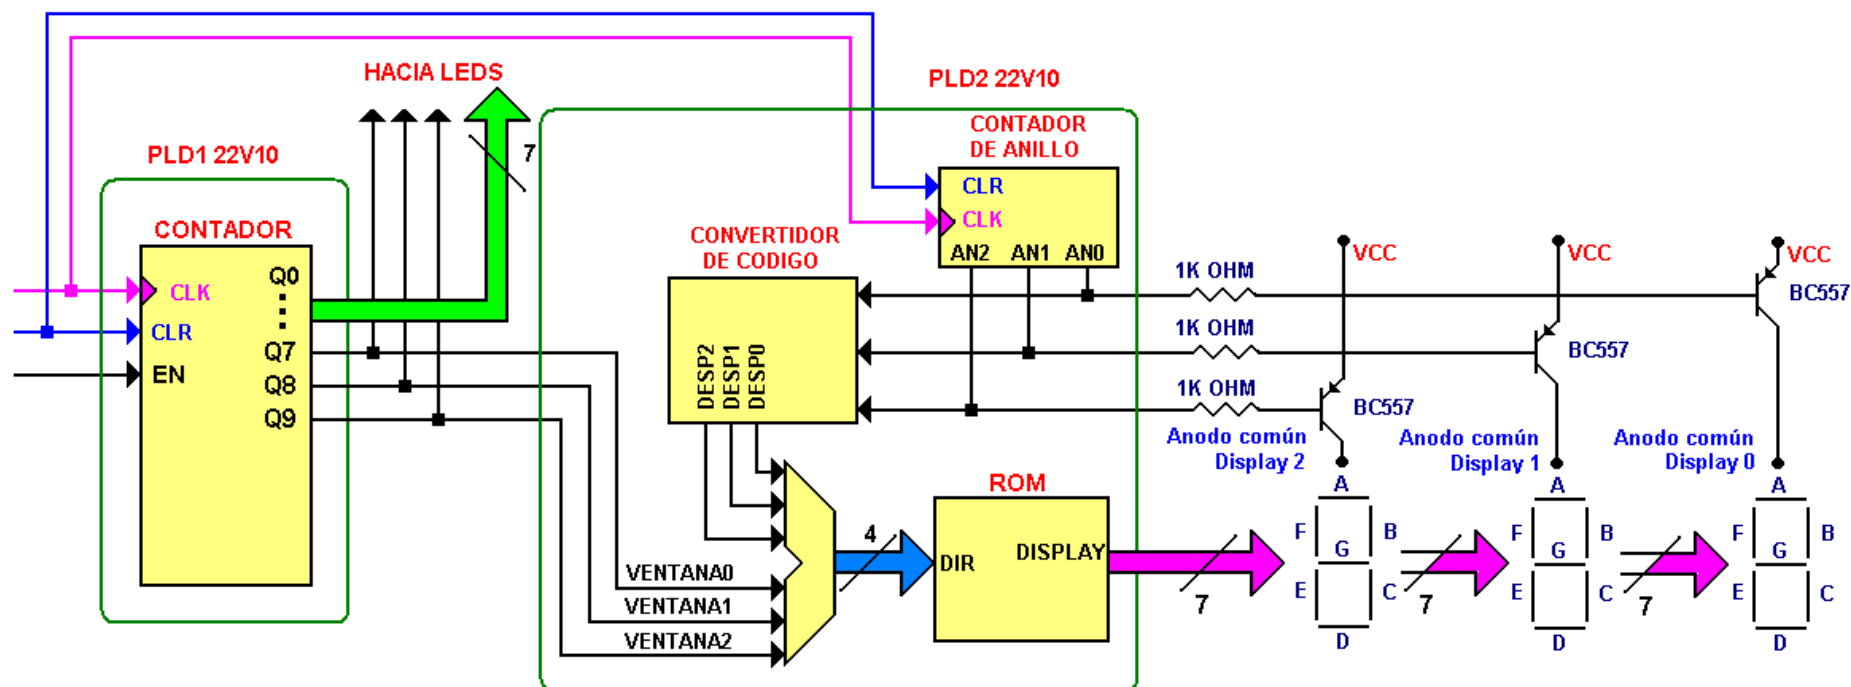 HACIA LEDS
PLD2 22V10
PLD1 22V10
7
CONTADOR
DE ANILLO
CLR
CLK
AN2 AN1 AN0
CONTADOR
CLK
CLR
EN
Q0
Q7
Q8
Q9
CONVERTIDOR
DE CODIGO
DESP2
DESP1
DESP0
1K OHM
1K OHM
1K OHM
VCC
VCC
VCC
BC557
BC557
BC557
Anodo común
Display 2
Anodo común
Display 1
Anodo común
Display 0
VENTANA0
VENTANA1
VENTANA2
4
ROM
DIR
DISPLAY
7
A
F
B
G
E
C
D
7
A
F
B
G
E
C
D
7
A
F
B
G
E
C
D